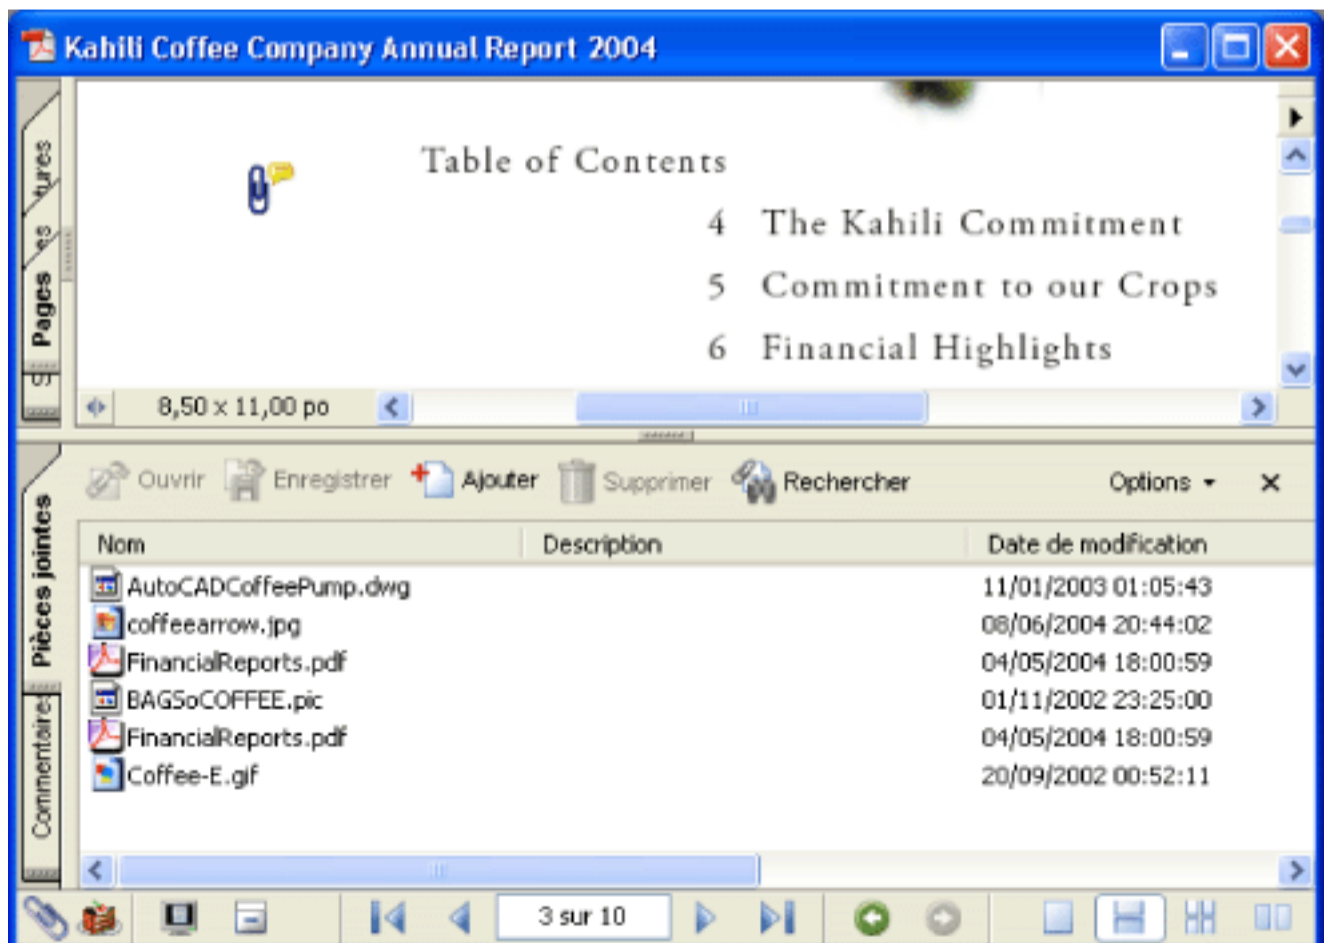 Kahili Coffee Company Annual Report 2004
Table of Contents
4 The Kahili Commitment
5 Commitment to our Crops
6 Financial Highlights
Pages
8,50 x 11,00 po
Ouvrir Enregistrer Ajouter Supprimer Rechercher Options
Pièces jointes
Nom Description Date de modification
AutoCADCoffeePump.dwg 11/01/2003 01:05:43
coffeearrow.jpg 08/06/2004 20:44:02
FinancialReports.pdf 04/05/2004 18:00:59
BAGSoCOFFEE.pic 01/11/2002 23:25:00
FinancialReports.pdf 04/05/2004 18:00:59
Coffee-E.gif 20/09/2002 00:52:11
Commentaires
3 sur 10